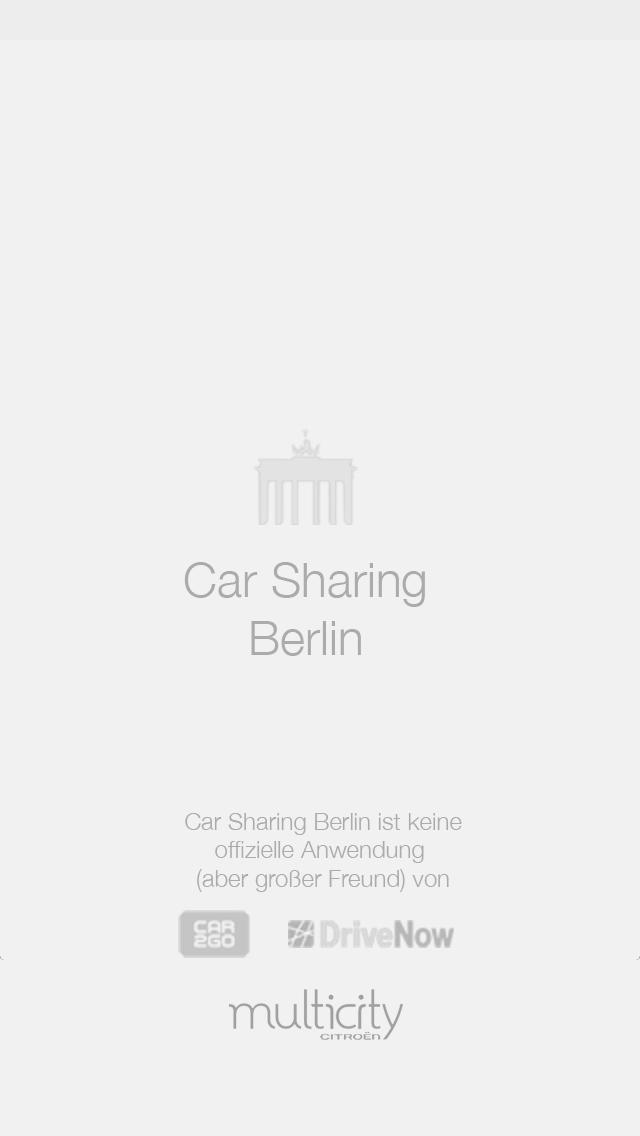 Car Sharing
Berlin
Car Sharing Berlin ist keine
offizielle Anwendung
(aber großer Freund) von
CAR
2GO
DriveNow
multicity
CITROËN